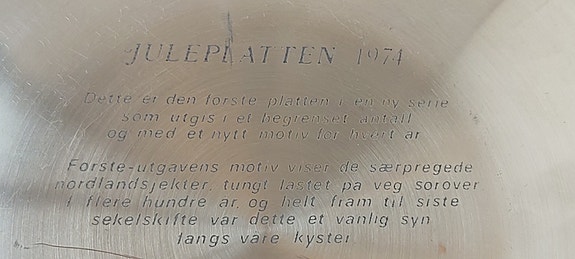 JULEPLATTEN 1974
Dette er den første platten i en ny serie
som utgis i et begrenset antall
og med et nytt motiv for hvert år
Første-utgavens motiv viser de særpregede
nordlandsjekter, tungt lastet på veg sørover
I flere hundre år, og helt fram til siste
sekelskifte var dette et vanlig syn
langs våre kyster